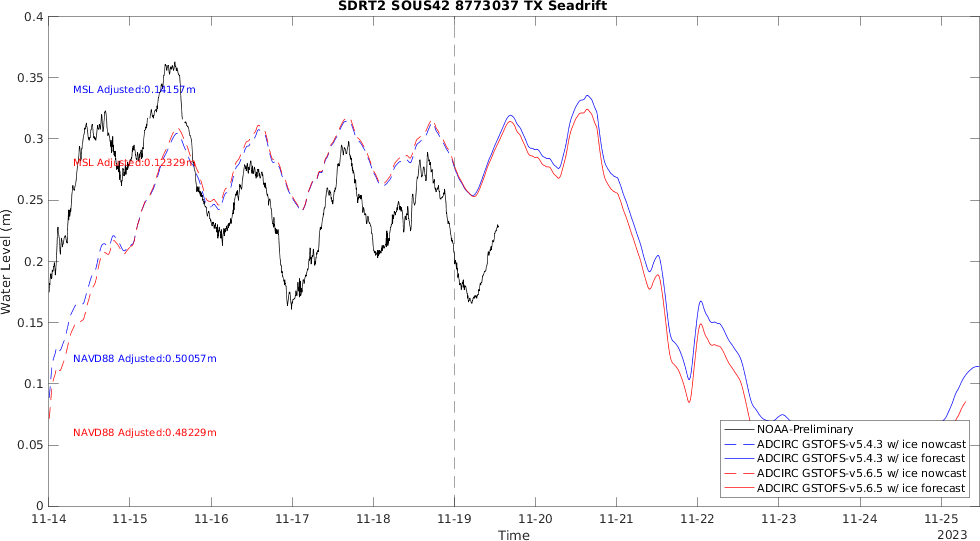 SDRT2 SOUS42 8773037 TX Seadrift
0.4
0.35
MSL Adjusted:0.14157m
0.3
MSL Adjusted:0.12329m
0.25
0.2
Water Level (m)
0.15
NAVD88 Adjusted:0.50057m
0.1
NAVD88 Adjusted:0.48229m
0.05
0
NOAA-Preliminary
ADCIRC GSTOFS-v5.4.3 w/ ice nowcast
ADCIRC GSTOFS-v5.4.3 w/ ice forecast
ADCIRC GSTOFS-v5.6.5 w/ ice nowcast
ADCIRC GSTOFS-v5.6.5 w/ ice forecast
11-14 11-15 11-16 11-17 11-18 11-19 11-20 11-21 11-22 11-23 11-24 11-25
Time
2023